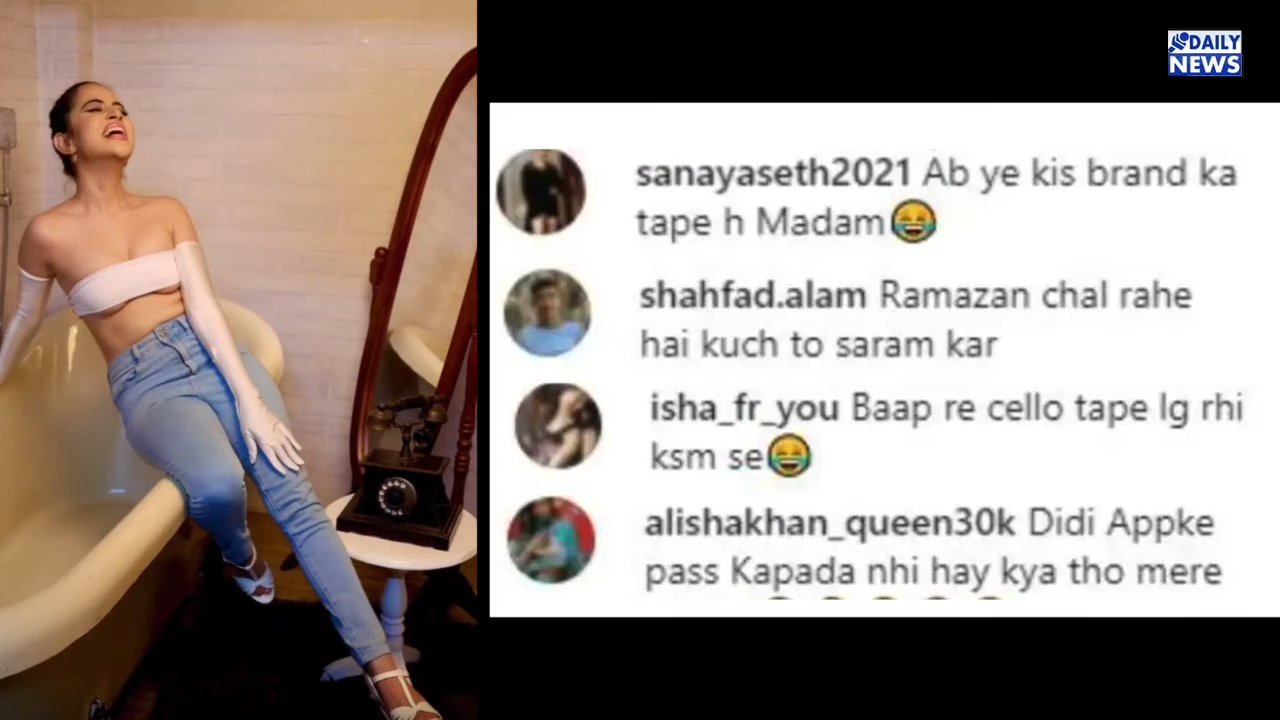 DAILY
NEWS
sanayaseth2021 Ab ye kis brand ka
tape h Madam😂
shahfad.alam Ramazan chal rahe
hai kuch to saram kar
isha_fr_you Baap re cello tape lg rhi
ksm se😂
alishakhan_queen30k Didi Appke
pass Kapada nhi hay kya tho mere